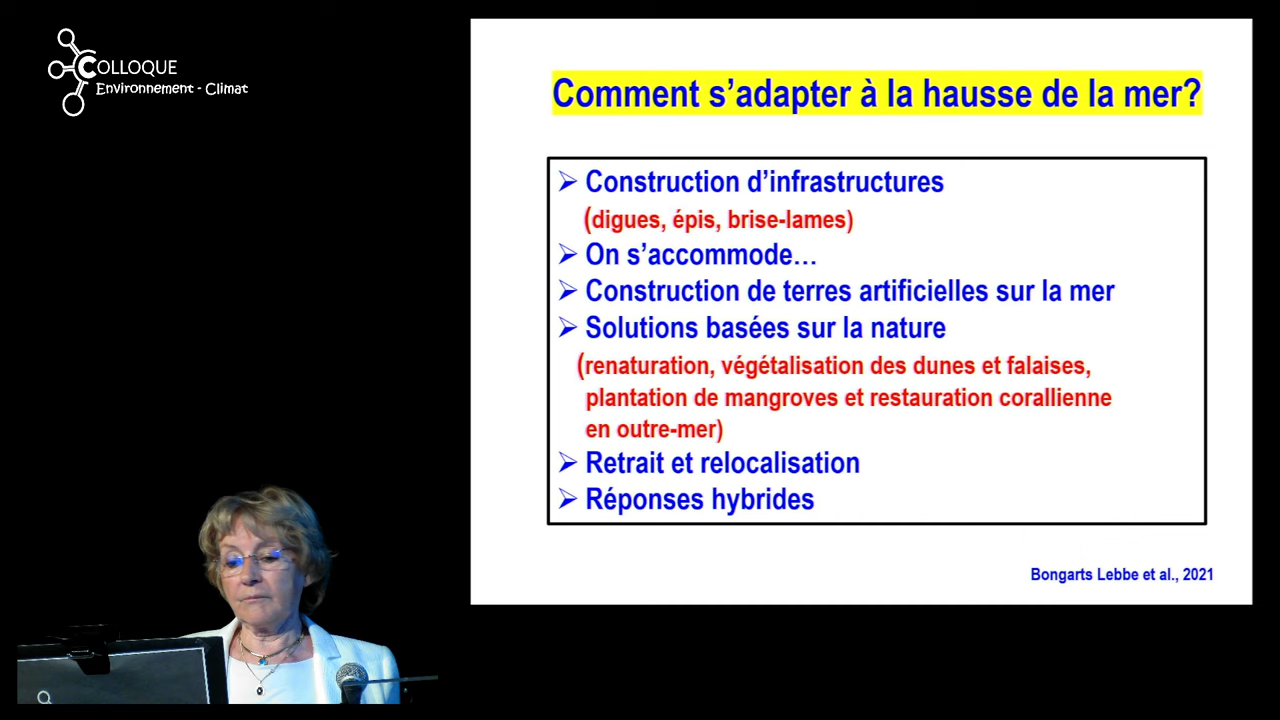 COLLOQUE
Environnement - Climat
Comment s'adapter à la hausse de la mer?
➢ Construction d'infrastructures
(digues, épis, brise-lames)
➢ On s'accommode…
➢ Construction de terres artificielles sur la mer
➢ Solutions basées sur la nature
(renaturation, végétalisation des dunes et falaises,
plantation de mangroves et restauration corallienne
en outre-mer)
➢ Retrait et relocalisation
➢ Réponses hybrides
Bongarts Lebbe et al., 2021